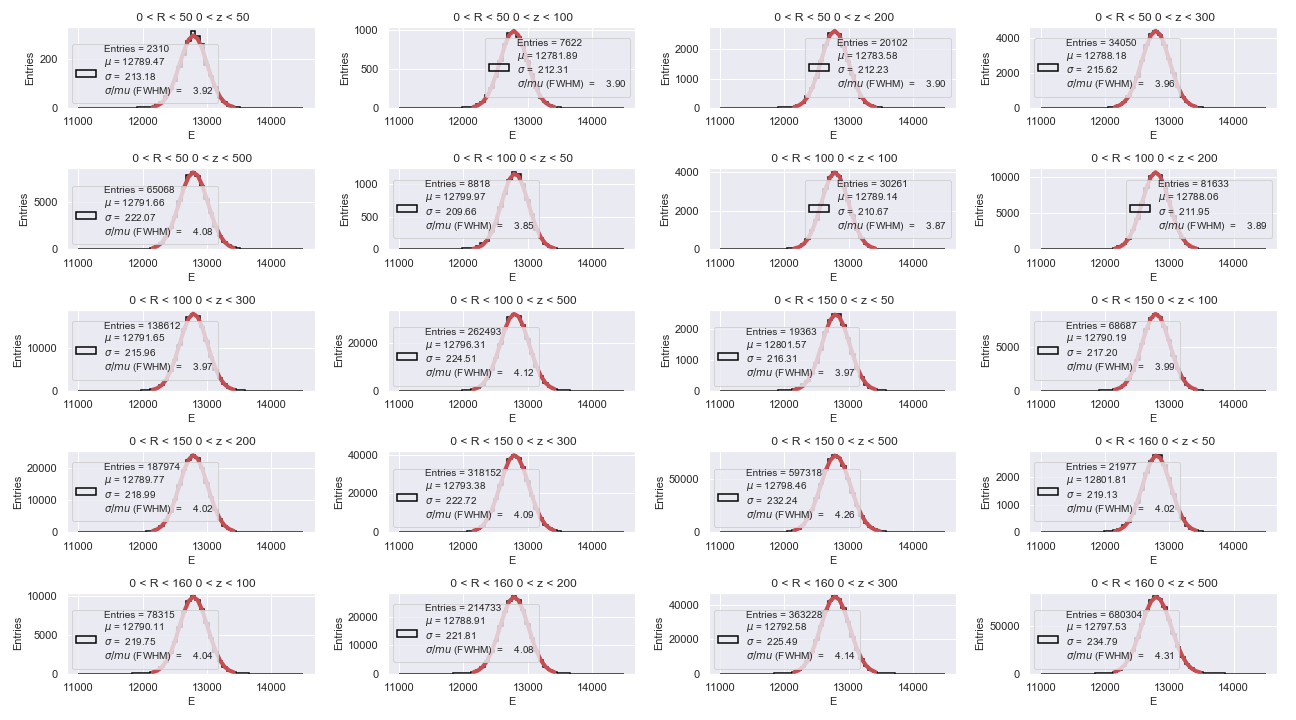 0 < R < 50 0 < z < 50
Entries
200
0
Entries = 2310
μ = 12789.47
σ = 213.18
σ/mu (FWHM) = 3.92
11000 12000 13000 14000
E
0 < R < 50 0 < z < 100
Entries
1000
500
0
Entries = 7622
μ = 12781.89
σ = 212.31
σ/mu (FWHM) = 3.90
11000 12000 13000 14000
E
0 < R < 50 0 < z < 200
Entries
2000
1000
0
Entries = 20102
μ = 12783.58
σ = 212.23
σ/mu (FWHM) = 3.90
11000 12000 13000 14000
E
0 < R < 50 0 < z < 300
Entries
4000
2000
0
Entries = 34050
μ = 12788.18
σ = 215.62
σ/mu (FWHM) = 3.96
11000 12000 13000 14000
E
0 < R < 50 0 < z < 500
Entries
5000
0
Entries = 65068
μ = 12791.66
σ = 222.07
σ/mu (FWHM) = 4.08
11000 12000 13000 14000
E
0 < R < 100 0 < z < 50
Entries
1000
500
0
Entries = 8818
μ = 12799.97
σ = 209.66
σ/mu (FWHM) = 3.85
11000 12000 13000 14000
E
0 < R < 100 0 < z < 100
Entries
4000
2000
0
Entries = 30261
μ = 12789.14
σ = 210.67
σ/mu (FWHM) = 3.87
11000 12000 13000 14000
E
0 < R < 100 0 < z < 200
Entries
10000
5000
0
Entries = 81633
μ = 12788.06
σ = 211.95
σ/mu (FWHM) = 3.89
11000 12000 13000 14000
E
0 < R < 100 0 < z < 300
Entries
10000
0
Entries = 138612
μ = 12791.65
σ = 215.96
σ/mu (FWHM) = 3.97
11000 12000 13000 14000
E
0 < R < 100 0 < z < 500
Entries
20000
0
Entries = 262493
μ = 12796.31
σ = 224.51
σ/mu (FWHM) = 4.12
11000 12000 13000 14000
E
0 < R < 150 0 < z < 50
Entries
2000
1000
0
Entries = 19363
μ = 12801.57
σ = 216.31
σ/mu (FWHM) = 3.97
11000 12000 13000 14000
E
0 < R < 150 0 < z < 100
Entries
5000
0
Entries = 68687
μ = 12790.19
σ = 217.20
σ/mu (FWHM) = 3.99
11000 12000 13000 14000
E
0 < R < 150 0 < z < 200
Entries
20000
10000
0
Entries = 187974
μ = 12789.77
σ = 218.99
σ/mu (FWHM) = 4.02
11000 12000 13000 14000
E
0 < R < 150 0 < z < 300
Entries
40000
20000
0
Entries = 318152
μ = 12793.38
σ = 222.72
σ/mu (FWHM) = 4.09
11000 12000 13000 14000
E
0 < R < 150 0 < z < 500
Entries
50000
0
Entries = 597318
μ = 12798.46
σ = 232.24
σ/mu (FWHM) = 4.26
11000 12000 13000 14000
E
0 < R < 160 0 < z < 50
Entries
2000
1000
0
Entries = 21977
μ = 12801.81
σ = 219.13
σ/mu (FWHM) = 4.02
11000 12000 13000 14000
E
0 < R < 160 0 < z < 100
Entries
10000
5000
0
Entries = 78315
μ = 12790.11
σ = 219.75
σ/mu (FWHM) = 4.04
11000 12000 13000 14000
E
0 < R < 160 0 < z < 200
Entries
20000
10000
0
Entries = 214733
μ = 12788.91
σ = 221.81
σ/mu (FWHM) = 4.08
11000 12000 13000 14000
E
0 < R < 160 0 < z < 300
Entries
40000
20000
0
Entries = 363228
μ = 12792.58
σ = 225.49
σ/mu (FWHM) = 4.14
11000 12000 13000 14000
E
0 < R < 160 0 < z < 500
Entries
50000
0
Entries = 680304
μ = 12797.53
σ = 234.79
σ/mu (FWHM) = 4.31
11000 12000 13000 14000
E